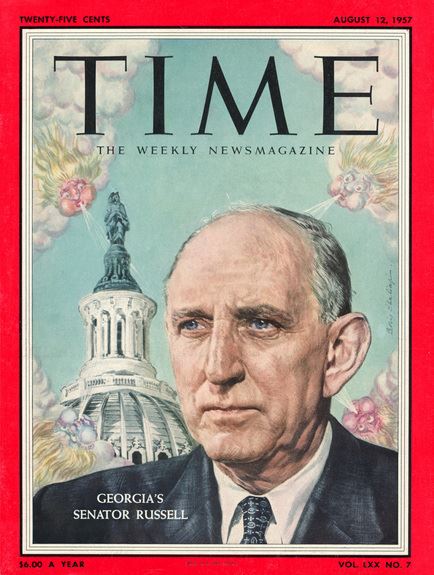 TWENTY-FIVE CENTS
AUGUST 12, 1957
TIME
THE WEEKLY NEWSMAGAZINE
GEORGIA'S
SENATOR RUSSELL
$6.00 A YEAR
VOL. LXX NO. 7